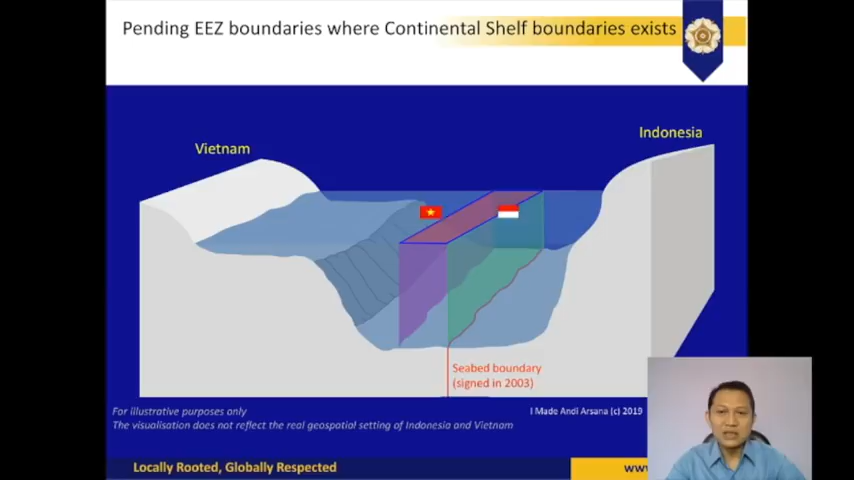 Pending EEZ boundaries where Continental Shelf boundaries exists
Indonesia
Vietnam
Seabed boundary
(signed in 2003)
For illustrative purposes only
I Made Andi Arsana (c) 2019
The visualisation does not reflect the real geospatial setting of Indonesia and Vietnam
Locally Rooted, Globally Respected
www